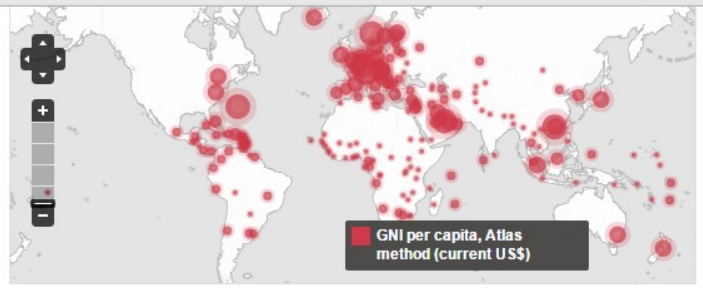 GNI per capita, Atlas
method (current US$)